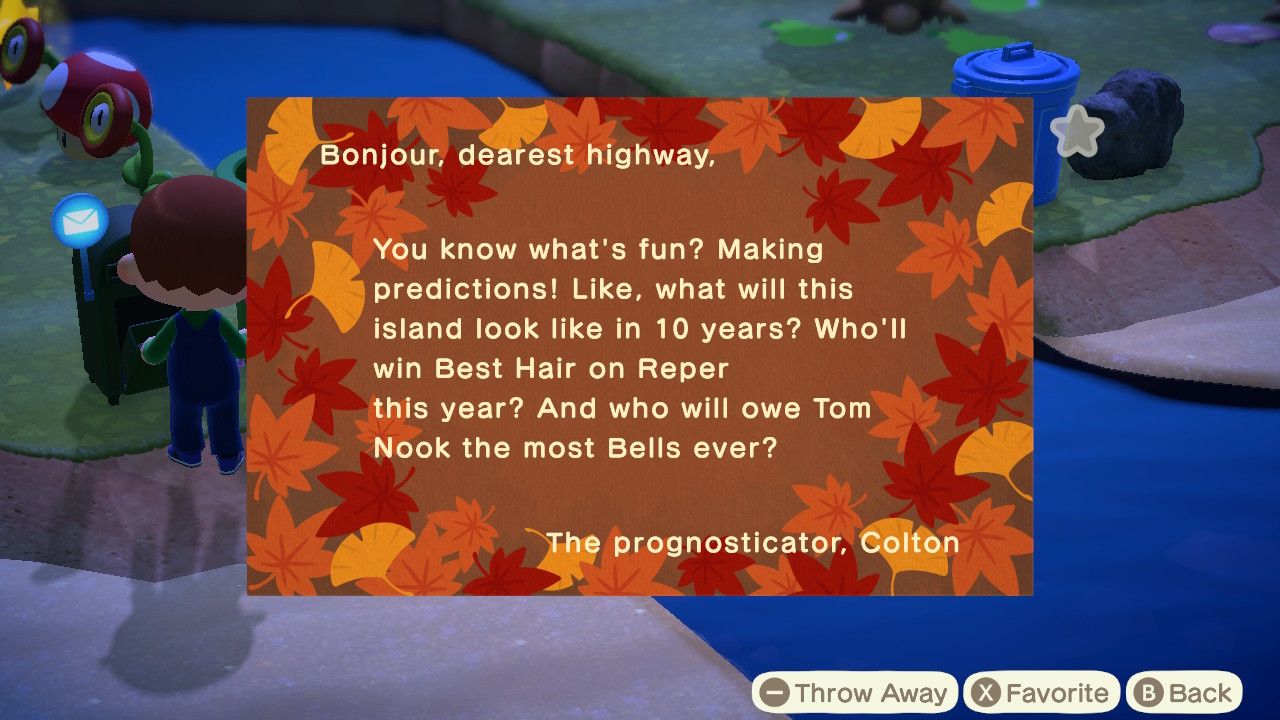 Bonjour, dearest highway,
You know what's fun? Making
predictions! Like, what will this
island look like in 10 years? Who'll
win Best Hair on Reper
this year? And who will owe Tom
Nook the most Bells ever?
The prognosticator, Colton
Throw Away X Favorite B Back